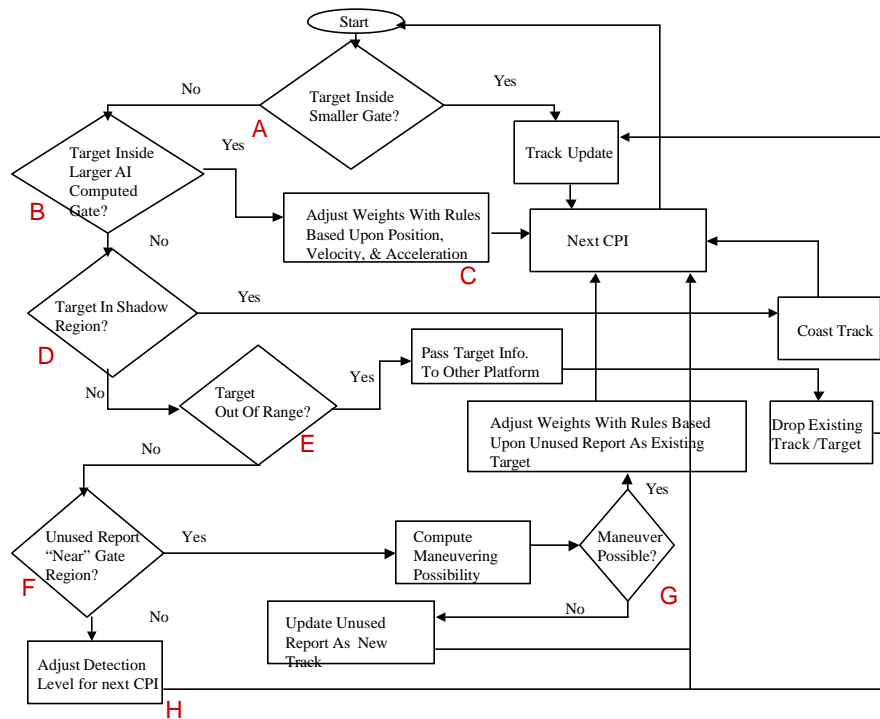 Start
No
Yes
Target Inside
Smaller Gate?
A
Track Update
Target Inside
Larger AI
Computed
Gate?
Yes
B
Adjust Weights With Rules
Based Upon Position,
Velocity, & Acceleration
C
Next CPI
No
Target In Shadow
Region?
Yes
D
Coast Track
Pass Target Info.
To Other Platform
No
Target
Out Of Range?
Yes
E
Adjust Weights With Rules Based
Upon Unused Report As Existing
Target
Drop Existing
Track /Target
No
Yes
Unused Report
“Near” Gate
Region?
Yes
F
Compute
Maneuvering
Possibility
Maneuver
Possible?
G
No
No
Update Unused
Report As New
Track
Adjust Detection
Level for next CPI
H